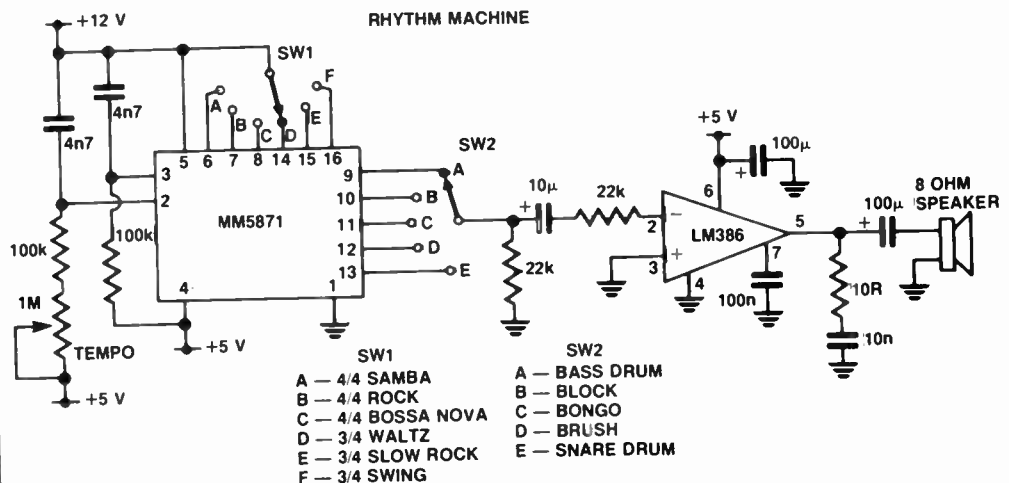 RHYTHM MACHINE
+12 V
SW1
F
A
B
C
D
E
4n7
4n7
5
6
7
8
14
15
16
3
2
MM5871
9
10
11
12
13
4
1
SW2
A
B
C
D
E
100k
100k
1M
TEMPO
+5 V
+5 V
+
10μ
22k
22k
+5 V
100μ
+
6
2
−
+
3
LM386
4
7
5
100n
100μ
+
8 OHM
SPEAKER
10R
10n
SW1
A — 4/4 SAMBA
B — 4/4 ROCK
C — 4/4 BOSSA NOVA
D — 3/4 WALTZ
E — 3/4 SLOW ROCK
F — 3/4 SWING
SW2
A — BASS DRUM
B — BLOCK
C — BONGO
D — BRUSH
E — SNARE DRUM